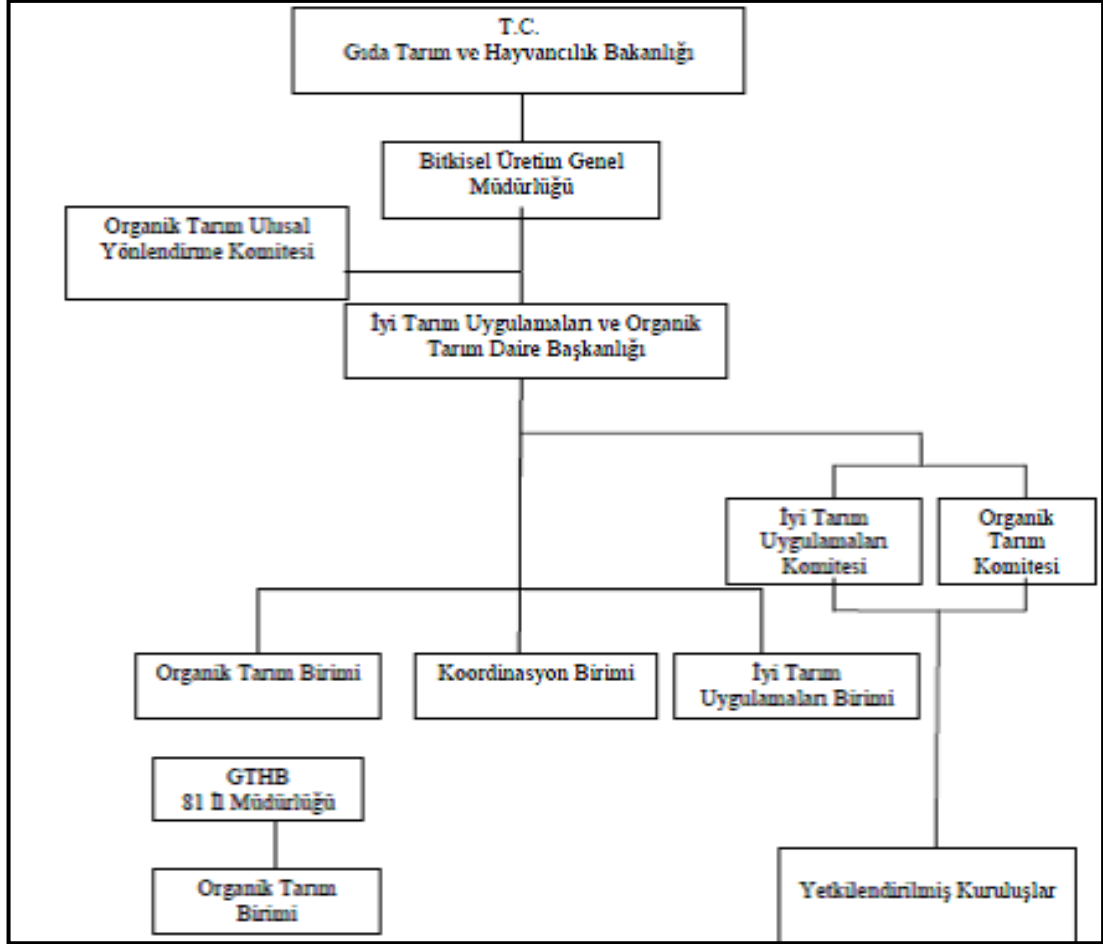 T.C.
Gıda Tarım ve Hayvancılık Bakanlığı
Bitkisel Üretim Genel
Müdürlüğü
Organik Tarım Ulusal
Yönlendirme Komitesi
İyi Tarım Uygulamaları ve Organik
Tarım Daire Başkanlığı
İyi Tarım
Uygulamaları
Komitesi
Organik
Tarım
Komitesi
Organik Tarım Birimi
Koordinasyon Birimi
İyi Tarım
Uygulamaları Birimi
GTHB
81 İl Müdürlüğü
Organik Tarım
Birimi
Yetkilendirilmiş Kuruluşlar